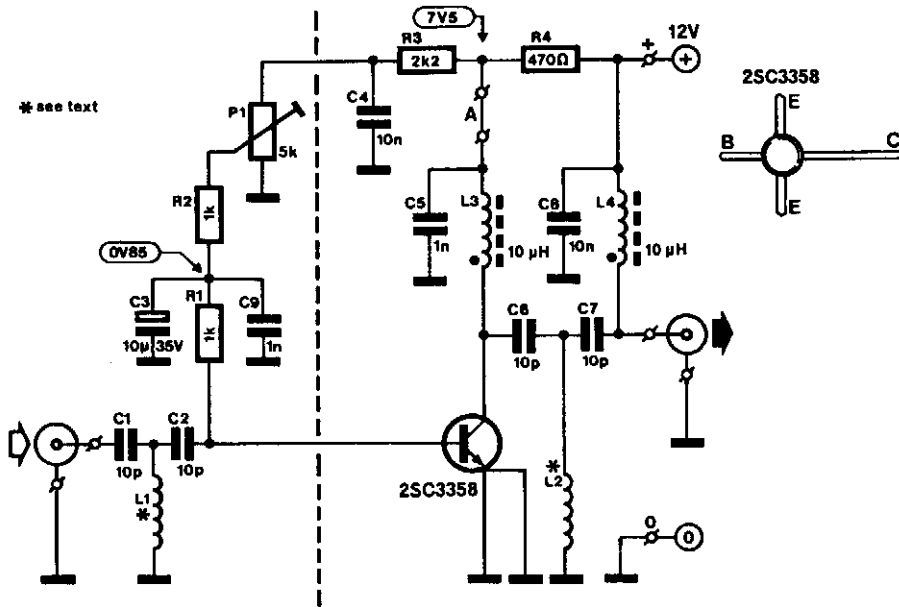 7V5
R3
2k2
R4
470Ω
+
12V
+
* see text
P1
5k
C4
10n
A
2SC3358
E
B
C
E
R2
1k
C5
1n
L3
10 µH
C6
10n
L4
10 µH
0V85
C3
10µ 35V
R1
1k
C9
1n
C6
10p
C7
10p
C1
10p
C2
10p
2SC3358
L1
*
*
L2
0
0